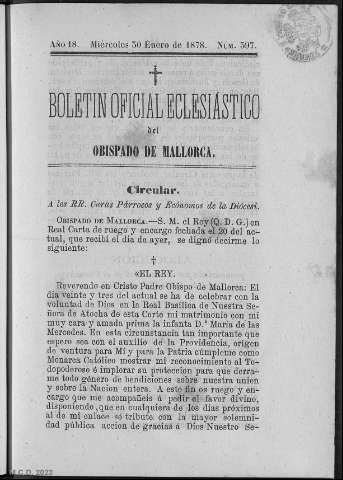 Año 18. Miércoles 30 Enero de 1878. Núm. 597.
BOLETIN OFICIAL ECLESIÁSTICO
del
OBISPADO DE MALLORCA.
Circular.
A los RR. Curas Párrocos y Ecónomos de la Diócesi.
Obispado de Mallorca.—S. M. el Rey (Q. D. G.) en
Real Carta de ruego y encargo fechada el 20 del ac-
tual, que recibí el dia de ayer, se dignó decirme lo
siguiente:
«EL REY.
Reverendo en Cristo Padre Obispo de Mallorca: El
dia veinte y tres del actual se ha de celebrar con la
voluntad de Dios en la Real Basílica de Nuestra Se-
ñora de Atocha de esta Corte mi matrimonio con mi
muy cara y amada prima la infanta D.ª María de las
Mercedes. En esta circunstancia tan importante que
espero sea con el auxilio de la Providencia, orígen
de ventura para Mí y para la Patria cúmpleme como
Monarca Católico mostrar mi reconocimiento al To-
dopoderoso é implorar su proteccion para que derra-
me todo género de bendiciones sobre nuestra union
y sobre la Nacion entera. A este fin os ruego y en-
cargo que me acompañeis á pedir el favor divino,
disponiendo que en cualquiera de los dias próximos
al de mi enlace se tribute con la mayor solemni-
dad pública accion de gracias á Dios Nuestro Se-
C.D. 2023